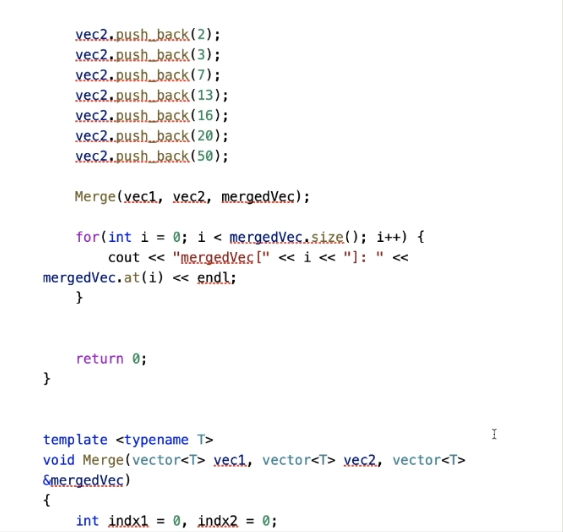 vec2.push_back(2);
vec2.push_back(3);
vec2.push_back(7);
vec2.push_back(13);
vec2.push_back(16);
vec2.push_back(20);
vec2.push_back(50);
Merge(vec1, vec2, mergedVec);
for(int i = 0; i < mergedVec.size(); i++) {
cout << "mergedVec[" << i << "]: " <<
mergedVec.at(i) << endl;
}
return 0;
}
template <typename T>
void Merge(vector<T> vec1, vector<T> vec2, vector<T>
&mergedVec)
{
int indx1 = 0, indx2 = 0;